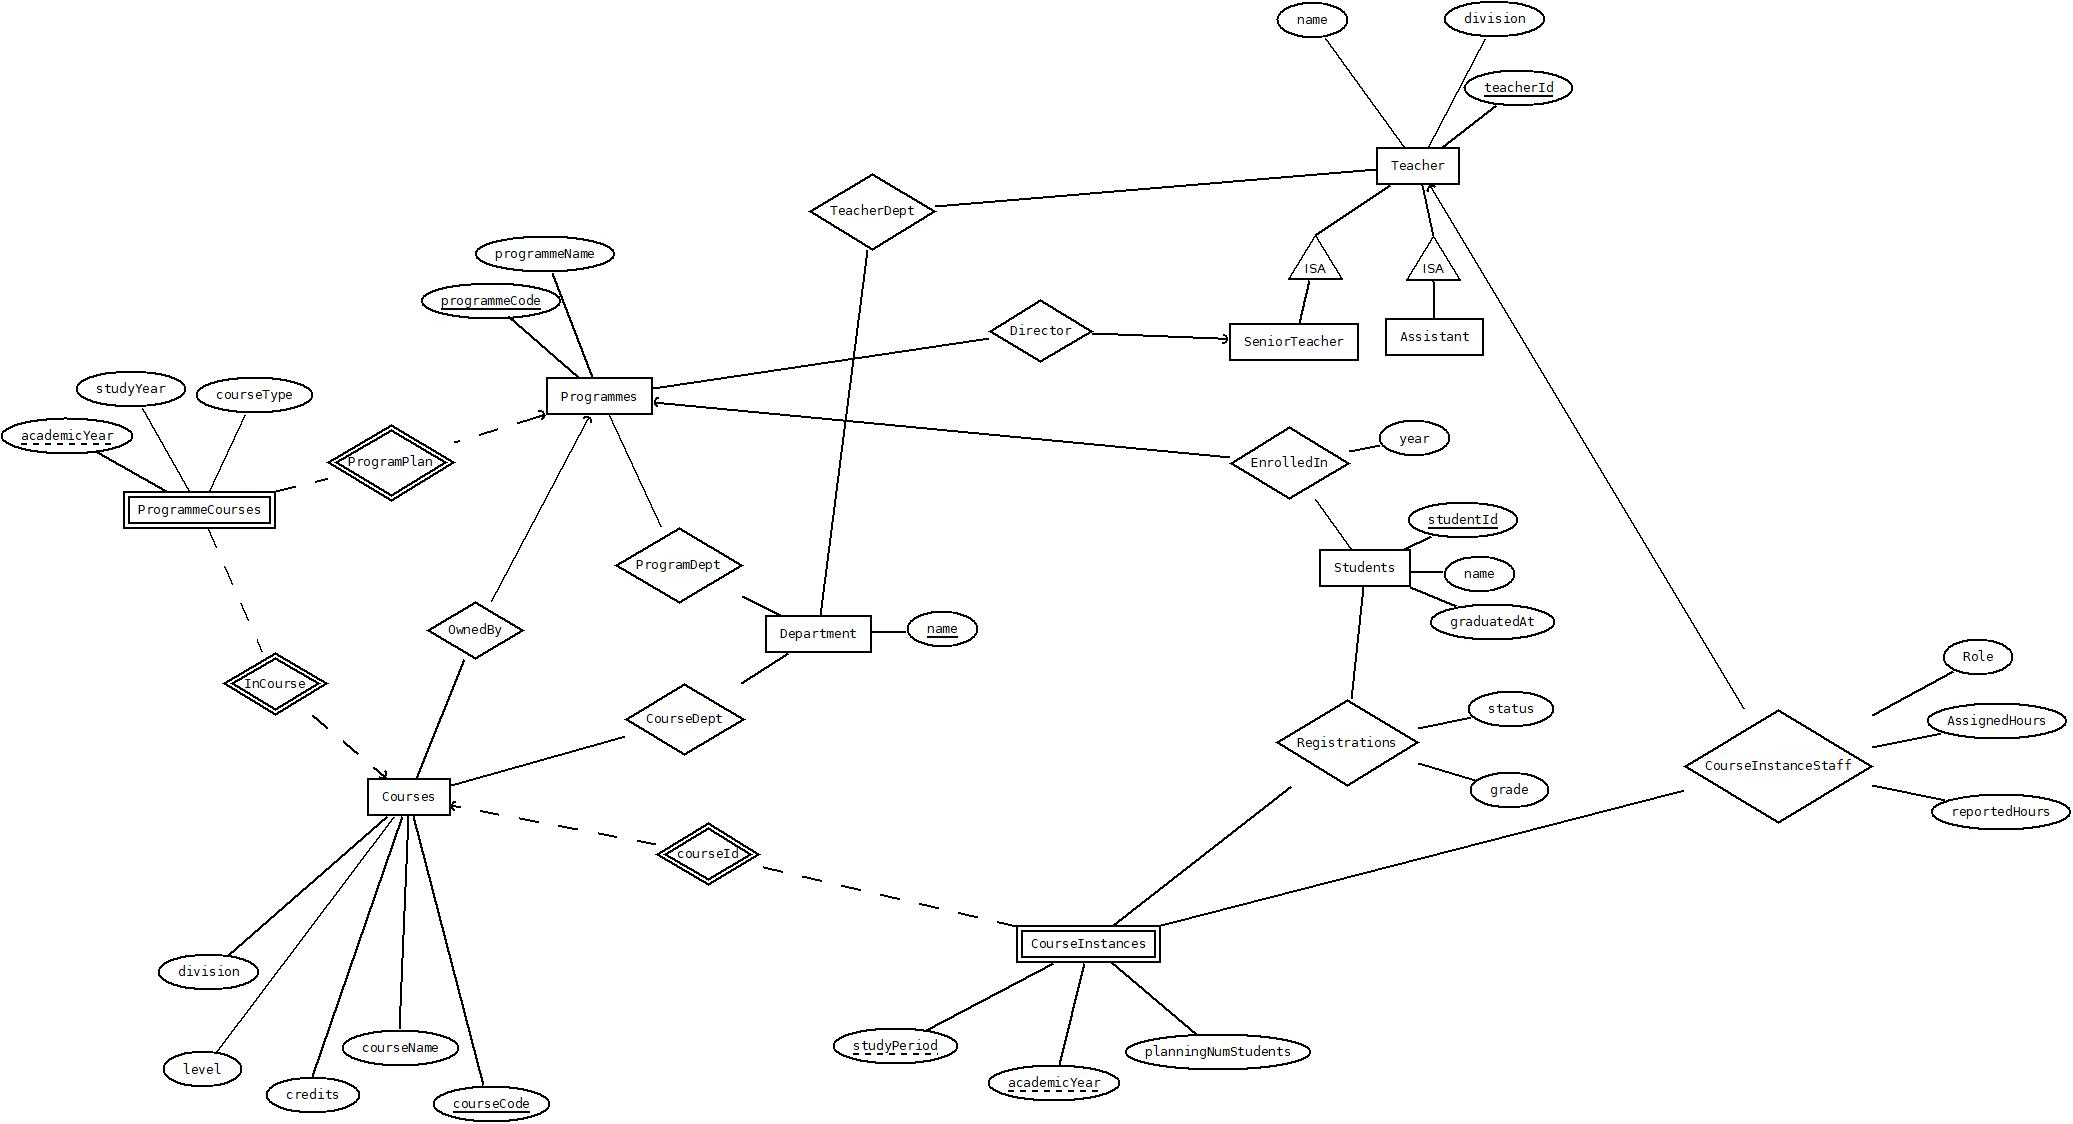 name
division
teacherId
Teacher
TeacherDept
programmeName
ISA
ISA
programmeCode
Director
SeniorTeacher
Assistant
studyYear
courseType
Programmes
academicYear
ProgramPlan
EnrolledIn
year
ProgrammeCourses
studentId
ProgramDept
Students
name
graduatedAt
OwnedBy
Department
name
InCourse
Role
CourseDept
status
AssignedHours
Registrations
CourseInstanceStaff
Courses
grade
reportedHours
courseId
CourseInstances
division
courseName
studyPeriod
planningNumStudents
level
academicYear
credits
courseCode